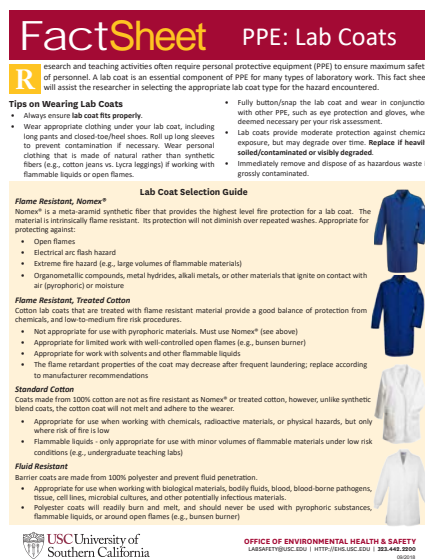 FactSheet PPE: Lab Coats
Research and teaching activities often require personal protective equipment (PPE) to ensure maximum safet
of personnel. A lab coat is an essential component of PPE for many types of laboratory work. This fact shee
will assist the researcher in selecting the appropriate lab coat type for the hazard encountered.
Tips on Wearing Lab Coats
• Always ensure lab coat fits properly.
• Wear appropriate clothing under your lab coat, including
long pants and closed-toe/heel shoes. Roll up long sleeves
to prevent contamination if necessary. Wear personal
clothing that is made of natural rather than synthetic
fibers (e.g., cotton jeans vs. Lycra leggings) if working with
flammable liquids or open flames.
• Fully button/snap the lab coat and wear in conjunctio
with other PPE, such as eye protection and gloves, whe
deemed necessary per your risk assessment.
• Lab coats provide moderate protection against chemica
exposure, but may degrade over time. Replace if heavil
soiled/contaminated or visibly degraded.
• Immediately remove and dispose of as hazardous waste i
grossly contaminated.
Lab Coat Selection Guide
Flame Resistant, Nomex®
Nomex® is a meta-aramid synthetic fiber that provides the highest level fire protection for a lab coat. The
material is intrinsically flame resistant. Its protection will not diminish over repeated washes. Appropriate for
protecting against:
• Open flames
• Electrical arc flash hazard
• Extreme fire hazard (e.g., large volumes of flammable materials)
• Organometallic compounds, metal hydrides, alkali metals, or other materials that ignite on contact with
air (pyrophoric) or moisture
Flame Resistant, Treated Cotton
Cotton lab coats that are treated with flame resistant material provide a good balance of protection from
chemicals, and low-to-medium fire risk procedures.
• Not appropriate for use with pyrophoric materials. Must use Nomex® (see above)
• Appropriate for limited work with well-controlled open flames (e.g., bunsen burner)
• Appropriate for work with solvents and other flammable liquids
• The flame retardant properties of the coat may decrease after frequent laundering; replace according
to manufacturer recommendations
Standard Cotton
Coats made from 100% cotton are not as fire resistant as Nomex® or treated cotton, however, unlike synthetic
blend coats, the cotton coat will not melt and adhere to the wearer.
• Appropriate for use when working with chemicals, radioactive materials, or physical hazards, but only
where risk of fire is low
• Flammable liquids - only appropriate for use with minor volumes of flammable materials under low risk
conditions (e.g., undergraduate teaching labs)
Fluid Resistant
Barrier coats are made from 100% polyester and prevent fluid penetration.
• Appropriate for use when working with biological materials, bodily fluids, blood, blood-borne pathogens,
tissue, cell lines, microbial cultures, and other potentially infectious materials.
• Polyester coats will readily burn and melt, and should never be used with pyrophoric substances,
flammable liquids, or around open flames (e.g., bunsen burner)
USC University of
Southern California
OFFICE OF ENVIRONMENTAL HEALTH & SAFETY
LABSAFETY@USC.EDU | HTTP://EHS.USC.EDU | 323.442.2200
09/2018